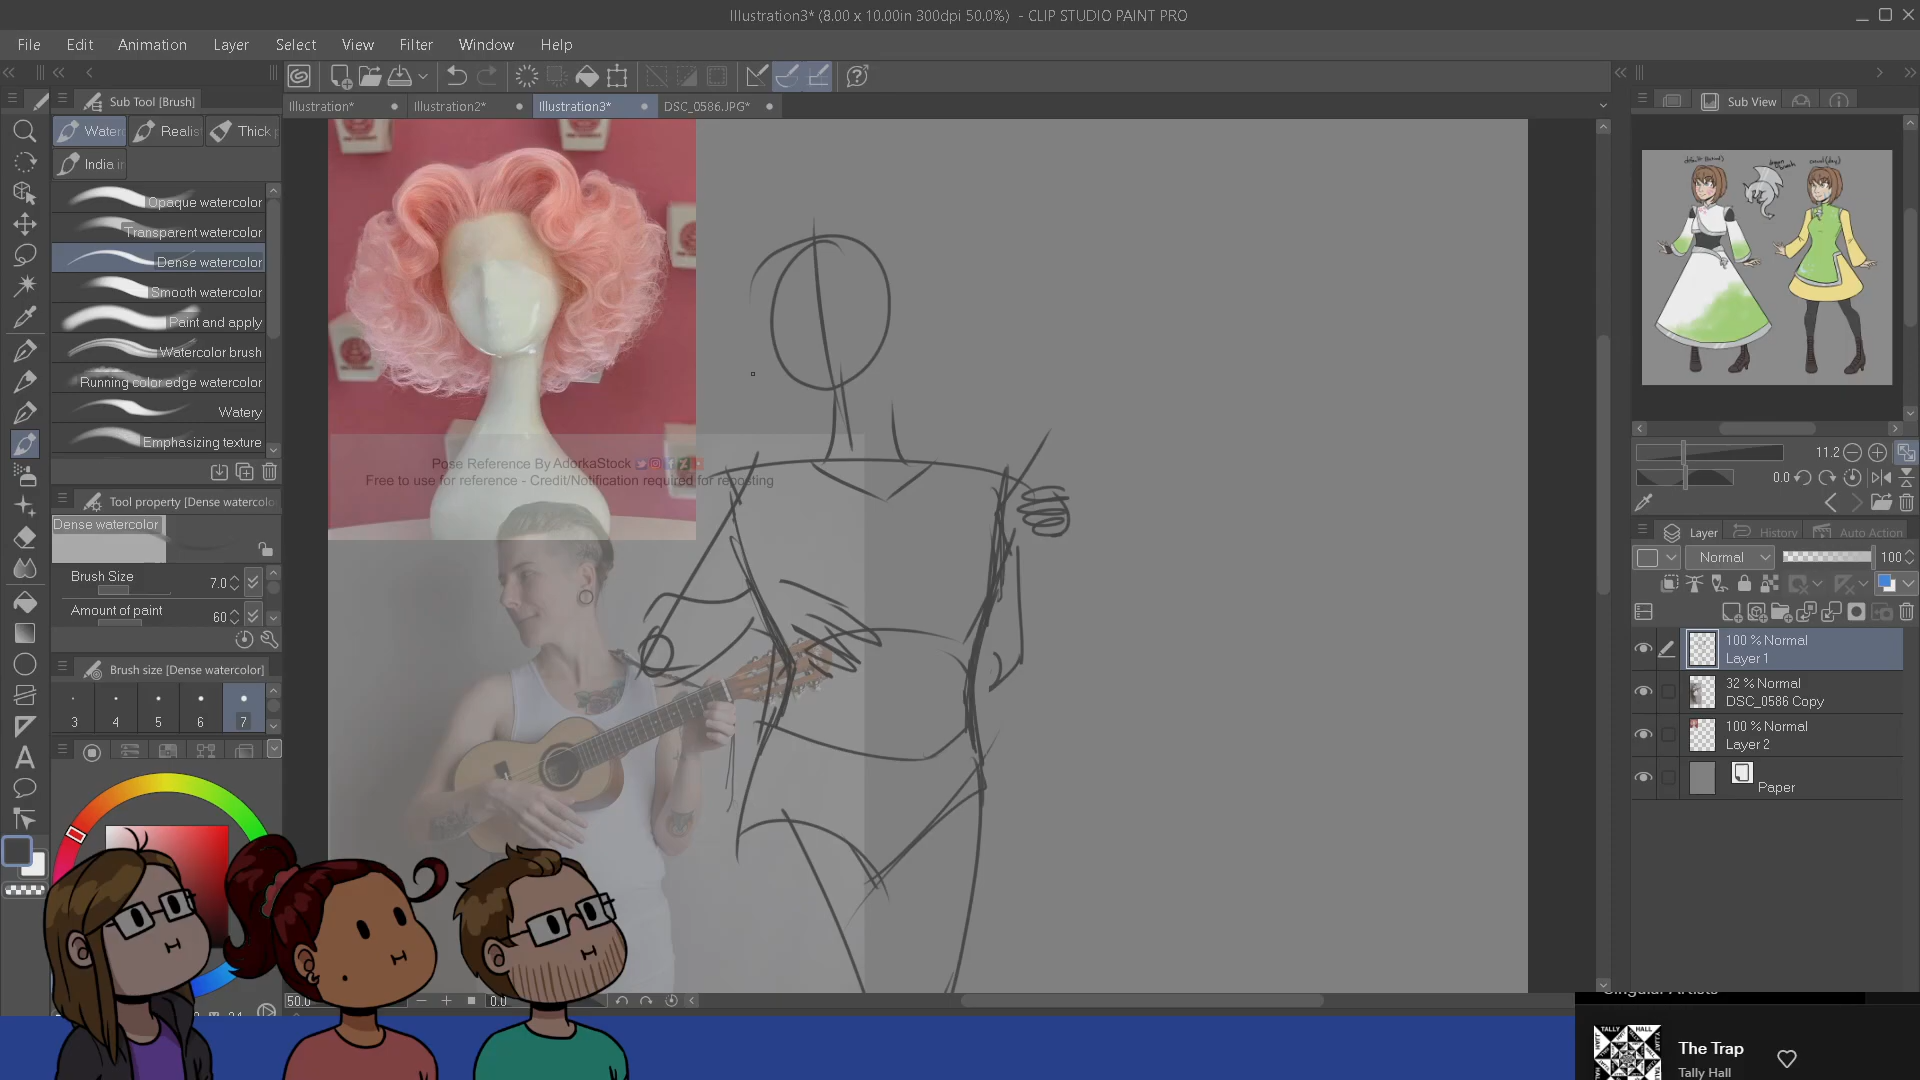 Illustration3* (8.00 x 10.00in 300dpi 50.0%) - CLIP STUDIO PAINT PRO
File Edit Animation Layer Select View Filter Window Help
Illustration* Illustration2* Illustration3* DSC_0586.JPG*
Sub Tool [Brush]
Realis Thick
India
Opaque watercolor
Transparent watercolor
Dense watercolor
Smooth watercolor
Paint and apply
Watercolor brush
Running color edge watercolor
Watery
Emphasizing texture
Tool property [Dense watercolo
Dense watercolor
Brush Size 7.0
Amount of paint 60
Brush size [Dense watercolor]
3 4 5 6 7
Pose Reference By AdorkaStock
Free to use for reference - Credit/Notification required for reposting
50.0 0.0
Sub View
11.2
0.0
Layer History Auto Action
Normal 100
100 % Normal
Layer 1
32 % Normal
DSC_0586 Copy
100 % Normal
Layer 2
Paper
TALLY HALL
The Trap
Tally Hall